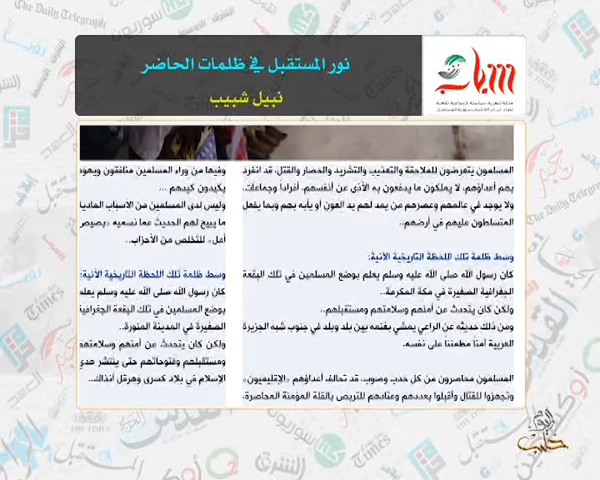 نور المستقبل في ظلمات الحاضر
نبيل شبيب
شباب
المسلمون يتعرضون للملاحقة والتعذيب والتشريد والحصار والقتل، قد انفرد
بهم أعداؤهم، لا يملكون ما يدفعون به الأذى عن أنفسهم، أفراداً وجماعات،
ولا يوجد في عالمهم وعصرهم من يمد لهم يد العون أو يأبه بهم وبما يفعل
المتسلطون عليهم في أرضهم..
وسط ظلمة تلك اللحظة التاريخية الآنية:
كان رسول الله صلى الله عليه وسلم يعلم بوضع المسلمين في تلك البقعة
الجغرافية الصغيرة في مكة المكرمة..
ولكن كان يتحدث عن أمنهم وسلامتهم ومستقبلهم..
ومن ذلك حديثه عن الراعي يمشي بغنمه بين بلد وبلد في جنوب شبه الجزيرة
العربية آمناً مطمئناً على نفسه.
المسلمون محاصرون من كل حدب وصوب، قد تحالف أعداؤهم «الإقليميون»
وتجهزوا للقتال وأقبلوا بعددهم وعتادهم للتربص بالقلة المؤمنة المحاصرة،
وفيها من وراء المسلمين منافقون ويهود
يكيدون كيدهم ...
وليس لدى المسلمين من الأسباب المادية
ما يبيح لهم الحديث عما نسميه «بصيص
أمل» للتخلص من الأحزاب..
وسط ظلمة تلك اللحظة التاريخية الآنية:
كان رسول الله صلى الله عليه وسلم يعلم
بوضع المسلمين في تلك البقعة الجغرافية
الصغيرة في المدينة المنورة..
ولكن كان يتحدث عن أمنهم وسلامتهم
ومستقبلهم وفتوحاتهم حتى ينتشر هدي
الإسلام في بلاد كسرى وهرقل آنذاك..
حلب اليوم